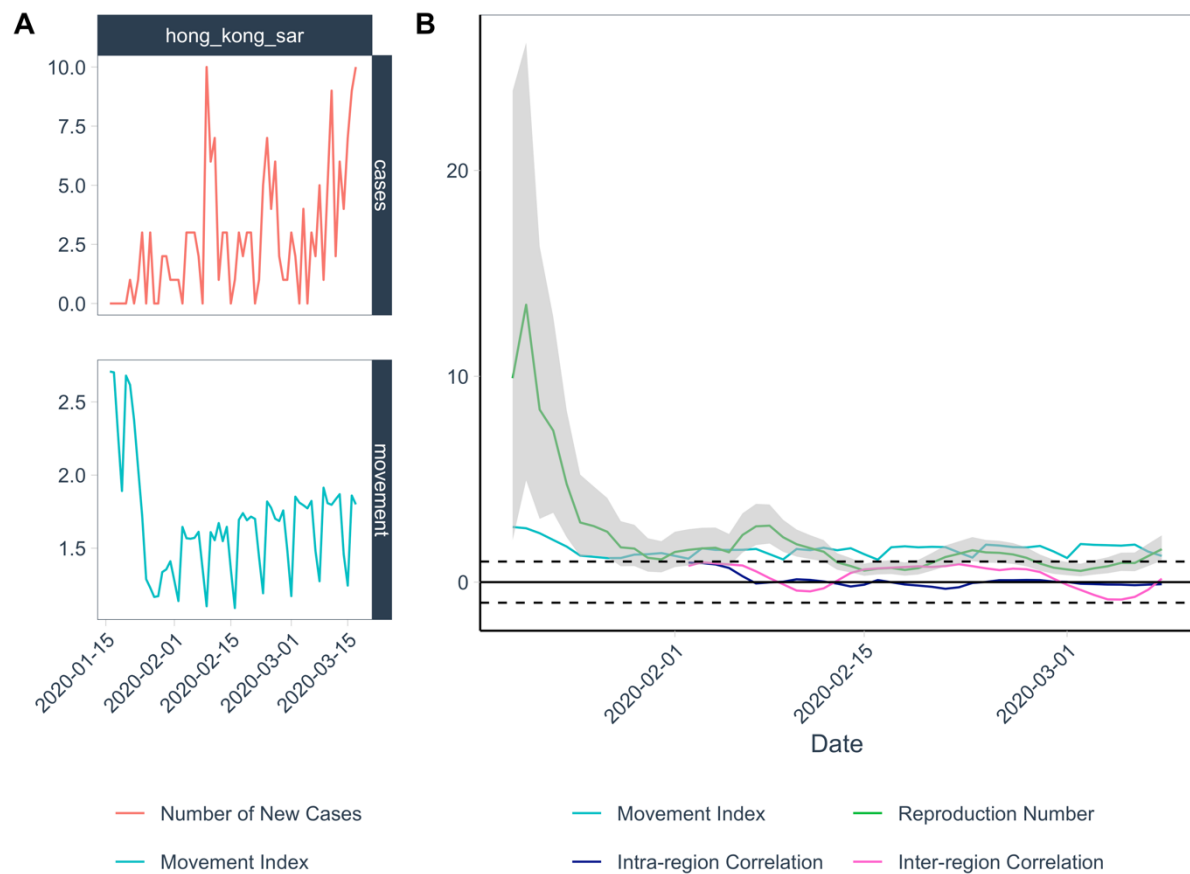 A
hong_kong_sar
10.0
7.5
5.0
2.5
0.0
cases
2.5
2.0
1.5
movement
2020-01-15
2020-02-01
2020-02-15
2020-03-01
2020-03-15
B
20
10
0
2020-02-01
2020-02-15
2020-03-01
Date
Number of New Cases
Movement Index
Movement Index
Reproduction Number
Intra-region Correlation
Inter-region Correlation